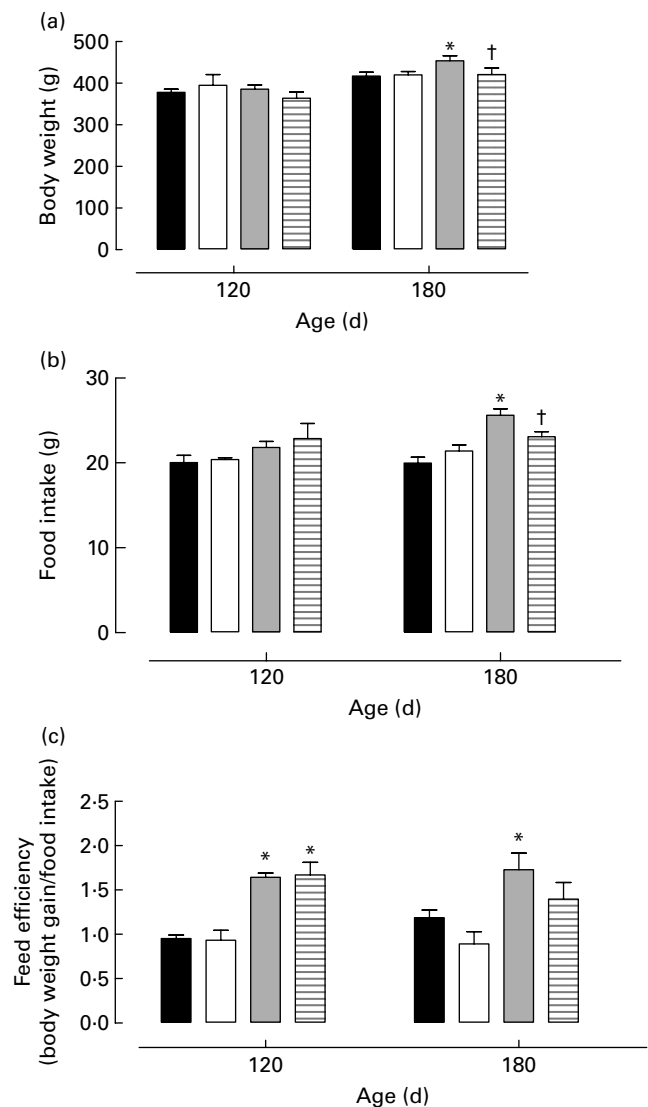 (a)
Body weight (g)
500
400
300
200
100
0
*
†
120
180
Age (d)
(b)
Food intake (g)
30
20
10
0
*
†
120
180
Age (d)
(c)
Feed efficiency
(body weight gain/food intake)
2·5
2·0
1·5
1·0
0·5
0·0
*
*
*
120
180
Age (d)